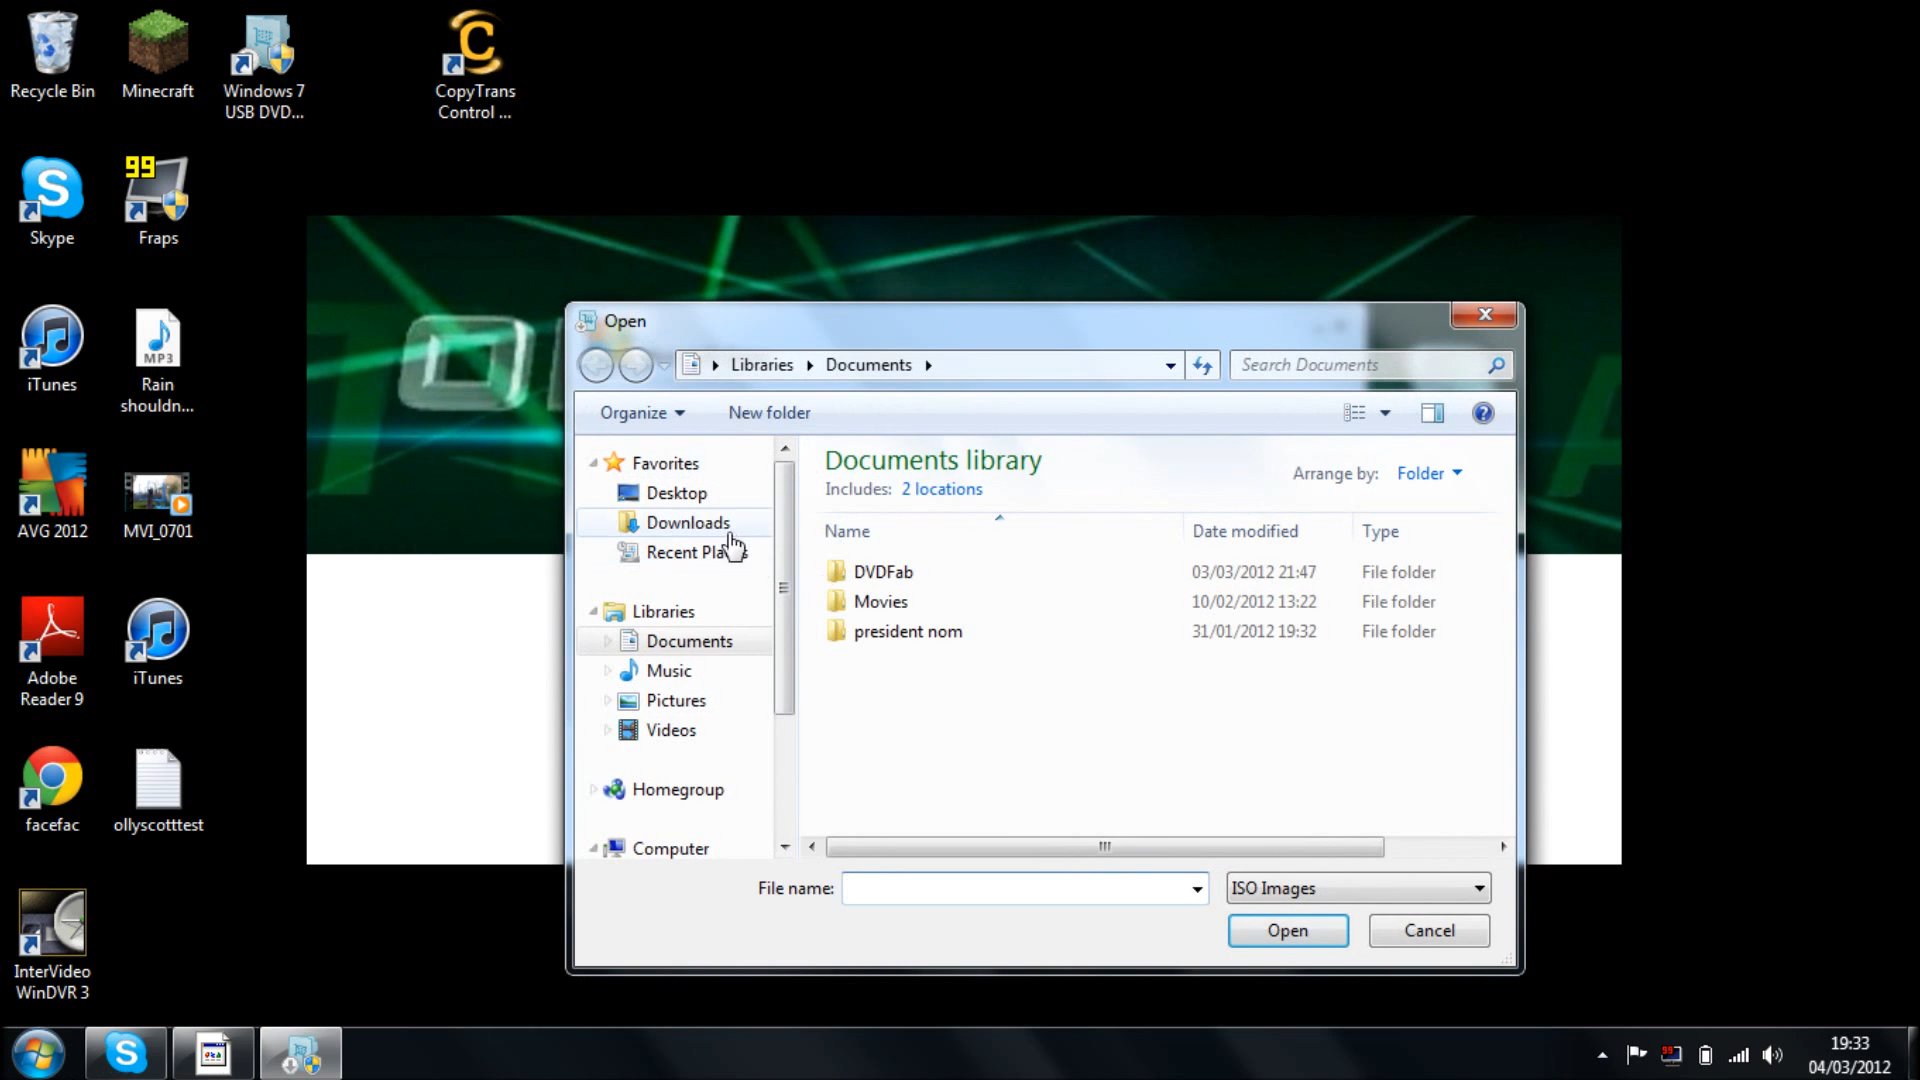 Recycle Bin
Minecraft
Windows 7
USB DVD...
CopyTrans
Control ...
99
Skype
Fraps
iTunes
MP3
Rain
shouldn...
AVG 2012
MVI_0701
Adobe
Reader 9
iTunes
facefac
ollyscotttest
InterVideo
WinDVR 3
Open
Libraries
Documents
Search Documents
Organize
New folder
Favorites
Desktop
Downloads
Recent Places
Libraries
Documents
Music
Pictures
Videos
Homegroup
Computer
Documents library
Includes: 2 locations
Arrange by: Folder
Name Date modified Type
DVDFab 03/03/2012 21:47 File folder
Movies 10/02/2012 13:22 File folder
president nom 31/01/2012 19:32 File folder
File name:
ISO Images
Open
Cancel
99
19:33
04/03/2012